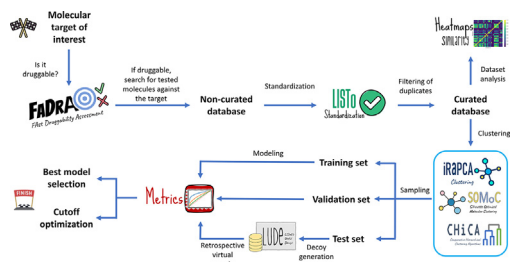 Molecular
target of
interest
Is it
druggable?
FADRA
FAst Druggability Assessment
If druggable,
search for tested
molecules against
the target
Non-curated
database
Standardization
LISTo
Standardization
Filtering of
duplicates
Curated
database
Dataset
analysis
Heatmaps
similarity
Clustering
iRaPCA
Clustering
SOMoC
CHiCA
Sampling
Training set
Validation set
Test set
Modeling
Decoy
generation
LUDe
Retrospective
virtual
Metrics
Best model
selection
Cutoff
optimization
FINISH